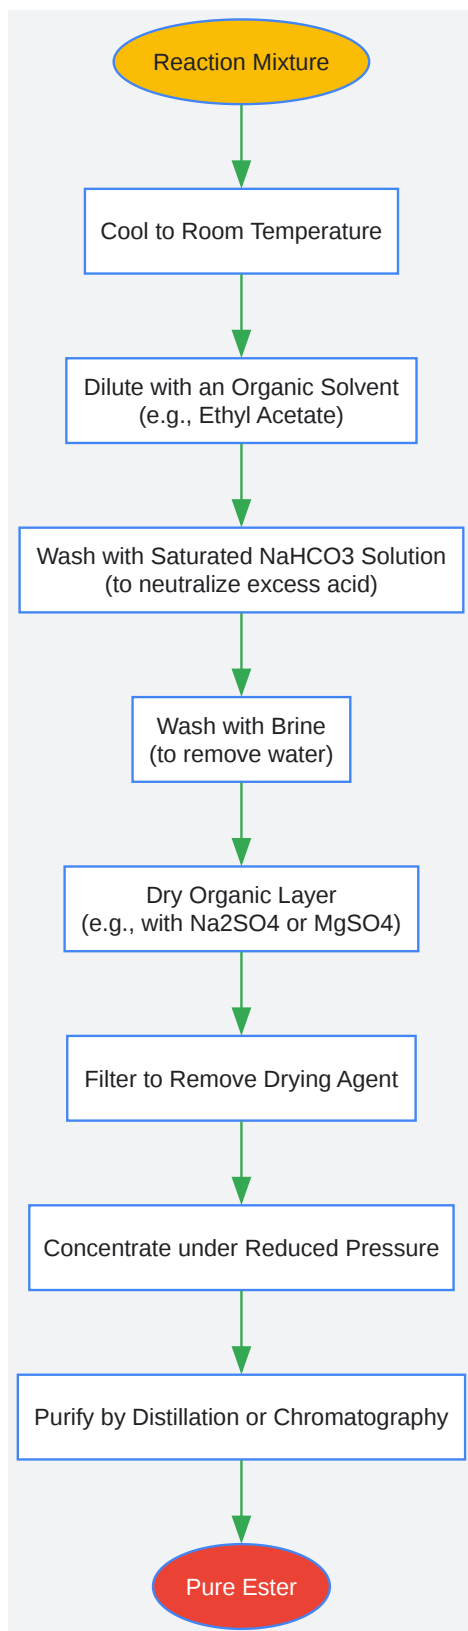 Reaction Mixture
Cool to Room Temperature
Dilute with an Organic Solvent
(e.g., Ethyl Acetate)
Wash with Saturated NaHCO3 Solution
(to neutralize excess acid)
Wash with Brine
(to remove water)
Dry Organic Layer
(e.g., with Na2SO4 or MgSO4)
Filter to Remove Drying Agent
Concentrate under Reduced Pressure
Purify by Distillation or Chromatography
Pure Ester